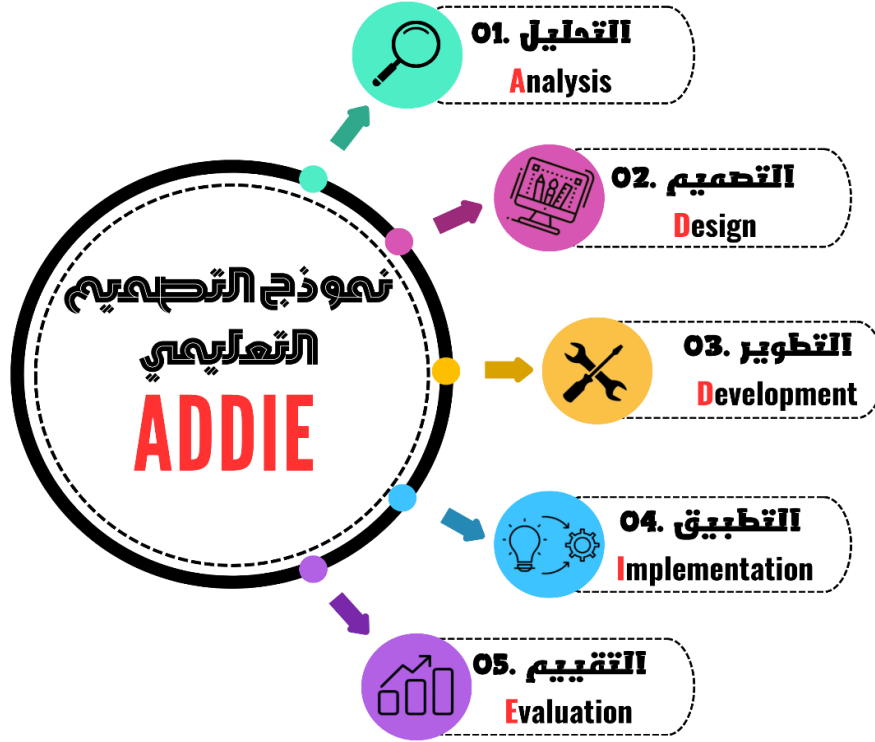 نموذج التصميم
التعليمي
ADDIE
01. التحليل
Analysis
02. التصميم
Design
03. التطوير
Development
04. التطبيق
Implementation
05. التقييم
Evaluation